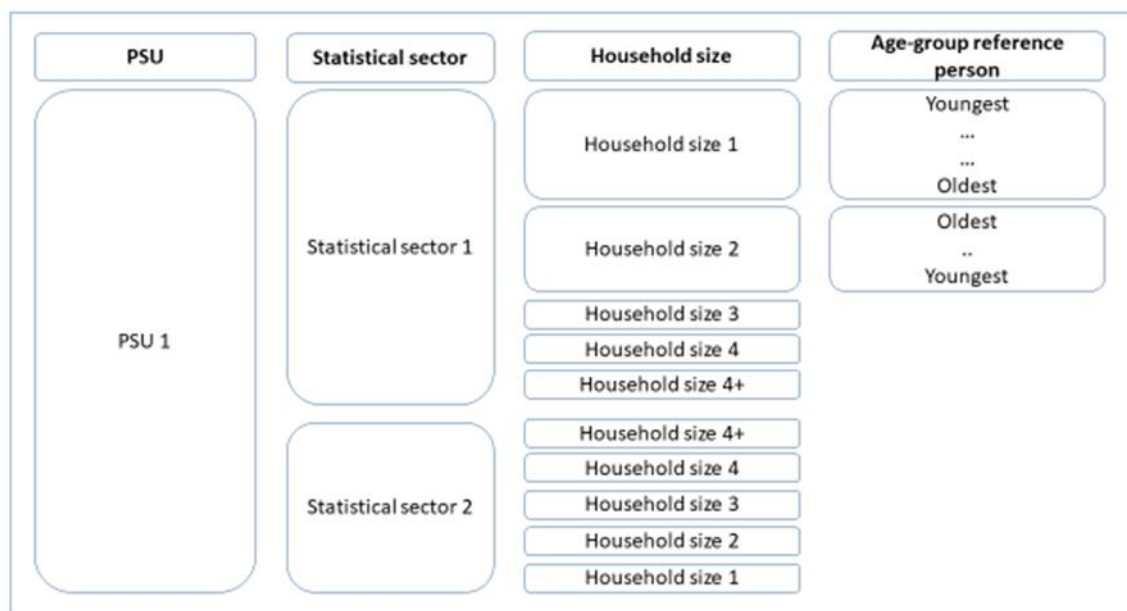 PSU
Statistical sector
Household size
Age-group reference
person
PSU 1
Statistical sector 1
Household size 1
Youngest
...
...
Oldest
Household size 2
Oldest
..
Youngest
Household size 3
Household size 4
Household size 4+
Statistical sector 2
Household size 4+
Household size 4
Household size 3
Household size 2
Household size 1